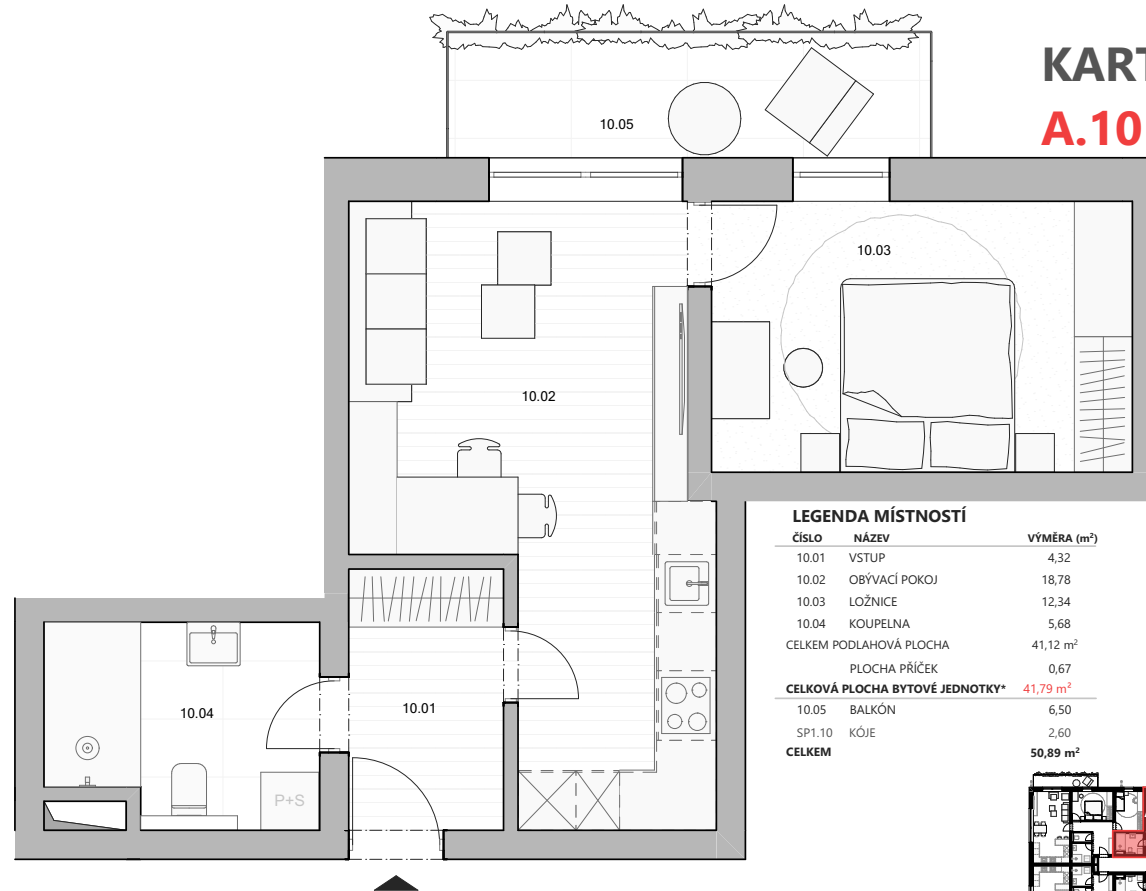 KART
A.10
10.05
10.03
10.02
10.04
10.01
P+S
LEGENDA MÍSTNOSTÍ
ČÍSLO NÁZEV VÝMĚRA (m²)
10.01 VSTUP 4,32
10.02 OBÝVACÍ POKOJ 18,78
10.03 LOŽNICE 12,34
10.04 KOUPELNA 5,68
CELKEM PODLAHOVÁ PLOCHA 41,12 m²
PLOCHA PŘÍČEK 0,67
CELKOVÁ PLOCHA BYTOVÉ JEDNOTKY* 41,79 m²
10.05 BALKÓN 6,50
SP1.10 KÓJE 2,60
CELKEM 50,89 m²